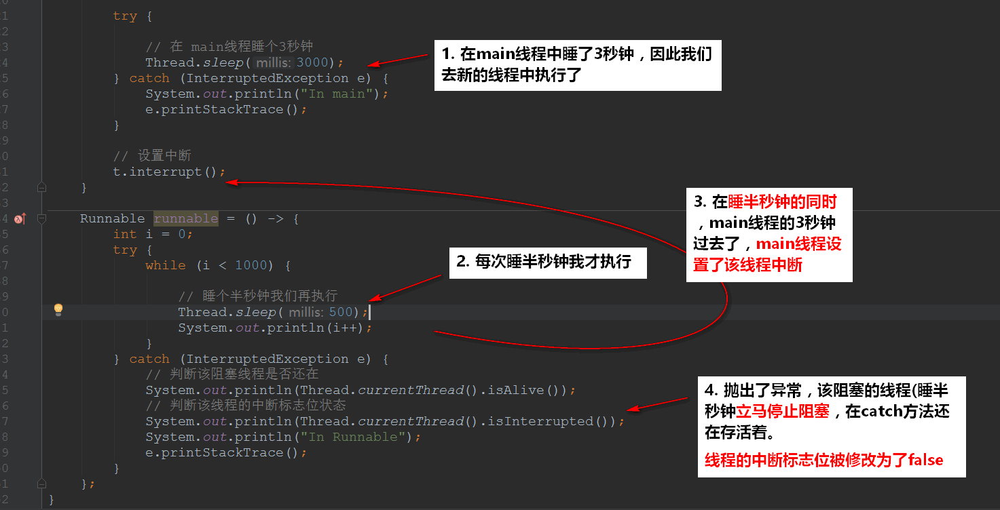 try {
// 在 main线程睡个3秒钟
Thread.sleep( millis: 3000);
} catch (InterruptedException e) {
System.out.println("In main");
e.printStackTrace();
}
// 设置中断
t.interrupt();
}
Runnable runnable = () -> {
int i = 0;
try {
while (i < 1000) {
// 睡个半秒钟我们再执行
Thread.sleep( millis: 500);
System.out.println(i++);
}
} catch (InterruptedException e) {
// 判断该阻塞线程是否还在
System.out.println(Thread.currentThread().isAlive());
// 判断该线程的中断标志位状态
System.out.println(Thread.currentThread().isInterrupted());
System.out.println("In Runnable");
e.printStackTrace();
}
};
}
1. 在main线程中睡了3秒钟，因此我们
去新的线程中执行了
2. 每次睡半秒钟我才执行
3. 在睡半秒钟的同时
，main线程的3秒钟
过去了，main线程设
置了该线程中断
4. 抛出了异常，该阻塞的线程(睡半
秒钟立马停止阻塞，在catch方法还
在存活着。
线程的中断标志位被修改为了false